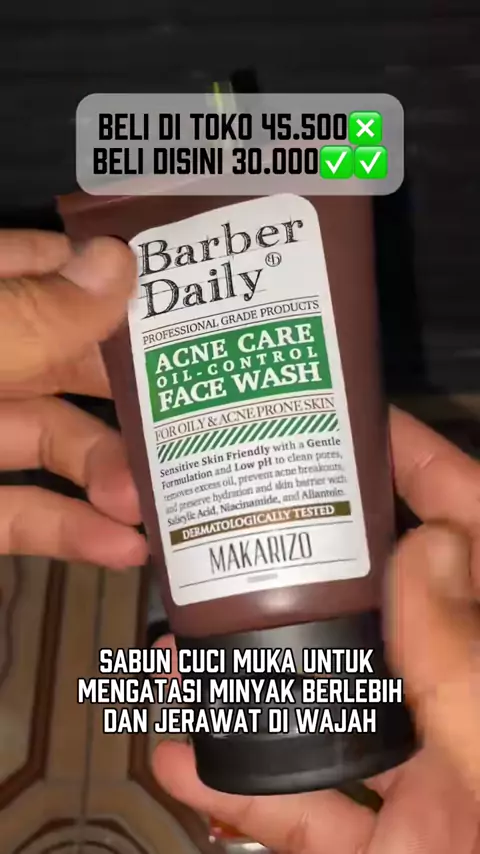 BELI DI TOKO 45.500❎
BELI DISINI 30.000✅✅
Barber
Daily
PROFESSIONAL GRADE PRODUCTS
ACNE CARE
OIL-CONTROL
FACE WASH
FOR OILY & ACNE PRONE SKIN
Sensitive Skin Friendly with a Gentle
Formulation and Low pH to clean pores,
removes excess oil, prevent acne breakouts,
and preserve hydration and skin barrier with
Salicylic Acid, Niacinamide, and Allantoin.
DERMATOLOGICALLY TESTED
MAKARIZO
SABUN CUCI MUKA UNTUK
MENGATASI MINYAK BERLEBIH
DAN JERAWAT DI WAJAH